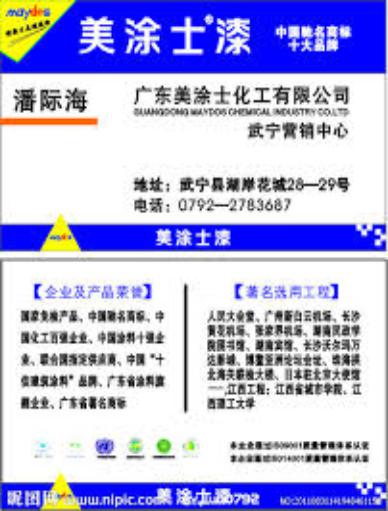 maydos
美涂士漆
中国驰名商标
十大品牌
潘际海
广东美涂士化工有限公司
GUANGDONG MAYDOS CHEMICAL INDUSTRY CO.LTD
武宁营销中心
地址：武宁县湖岸花城28—29号
电话：0792—2783687
美涂士漆
【企业及产品荣誉】
国家免检产品、中国驰名商标、中
国化工百强企业、中国涂料十强企
业、联合国指定供应商、中国“十
佳建筑涂料”品牌、广东省涂料旗
舰企业、广东省著名商标
【著名选用工程】
人民大会堂、广州新白云机场、长沙
黄花机场、张家界机场、湖南民政学
院图书馆、湖南宾馆、长沙沃尔玛万
达新城、博鳌亚洲论坛会址、珠海拱
北海关联检大楼、日本驻北京大使馆
江西工程：江西省城市学院、江
西理工大学
本企业通过ISO9001质量管理体系认证
本企业通过ISO14001质量管理体系认证
美涂士漆
昵图网 www.nipic.com